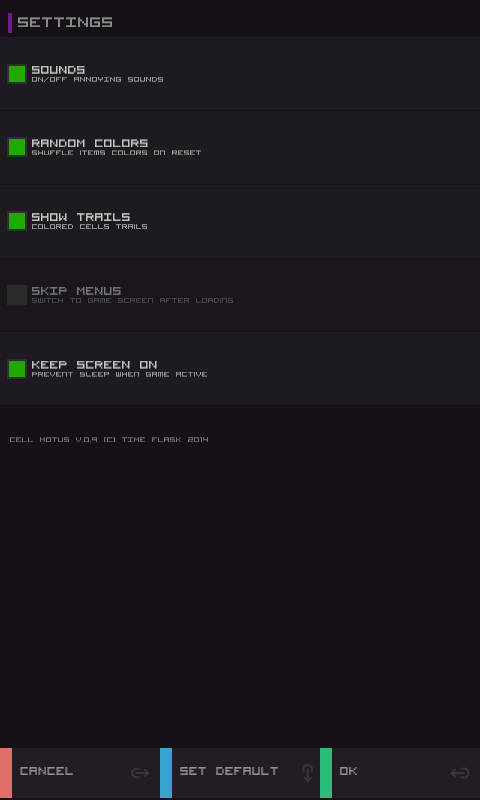 SETTINGS
SOUNDS
ON/OFF ANNOYING SOUNDS
RANDOM COLORS
SHUFFLE ITEMS COLORS ON RESET
SHOW TRAILS
COLORED CELLS TRAILS
SKIP MENUS
SWITCH TO GAME SCREEN AFTER LOADING
KEEP SCREEN ON
PREVENT SLEEP WHEN GAME ACTIVE
CELL MOTUS V.0.9 (C) TIME FLASK 2014
CANCEL
SET DEFAULT
OK